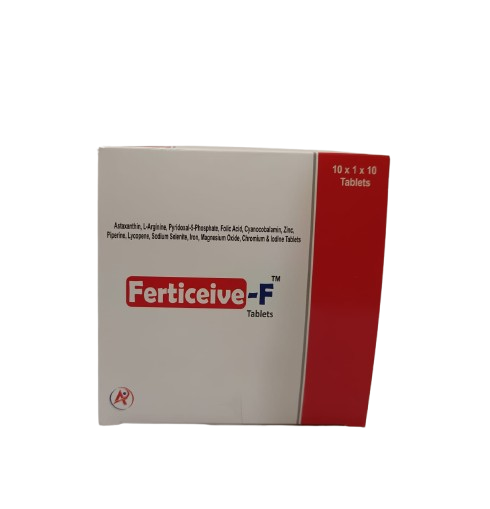 10 x 1 x 10
Tablets
Astaxanthin, L-Arginine, Pyridosal-5-Phosphate, Folic Acid, Cyanocobalamin, Zinc,
Piperine, Lycopene, Sodium Selenite, Iron, Magnesium Oxide, Chromium & Iodine Tablets
Ferticeive-F™
Tablets